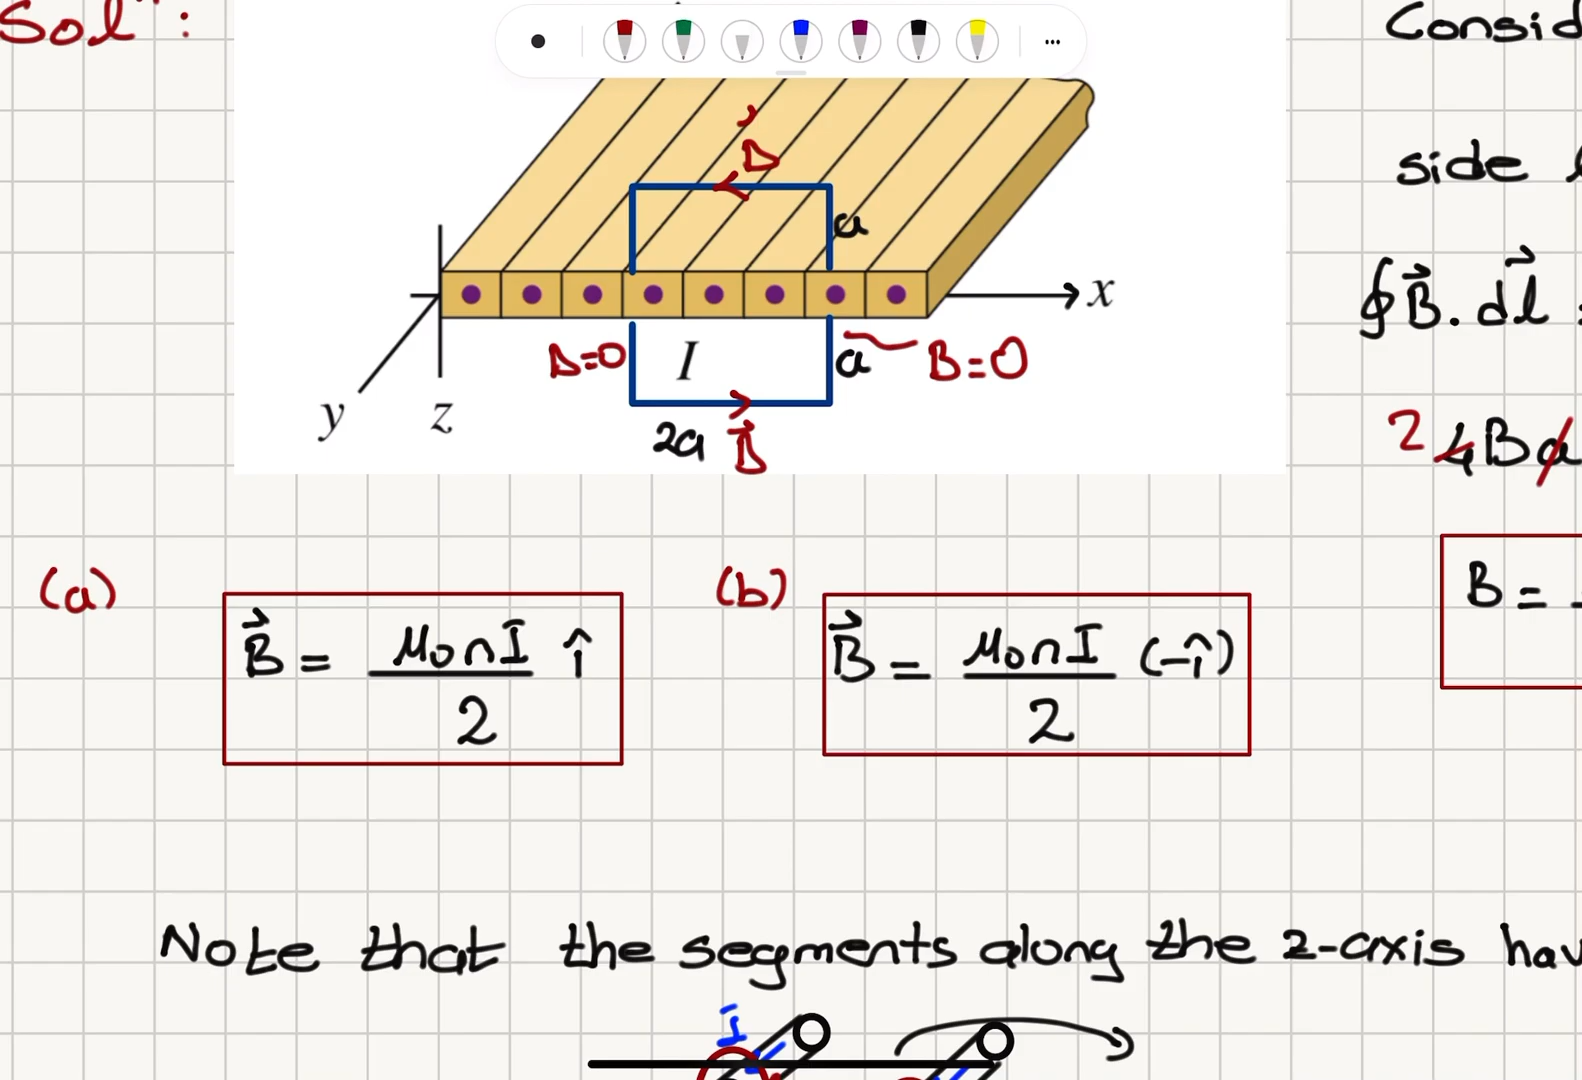 Solⁿ :
Consid
B
a
side l
x
∮B⃗. dl⃗ :
B=0 I a B=0
y z
2a B⃗
2 4Ba
(a) B⃗ = μ₀nI/2 î
(b) B⃗ = μ₀nI/2 (-î)
B =
Note that the segments along the z-axis hav
I